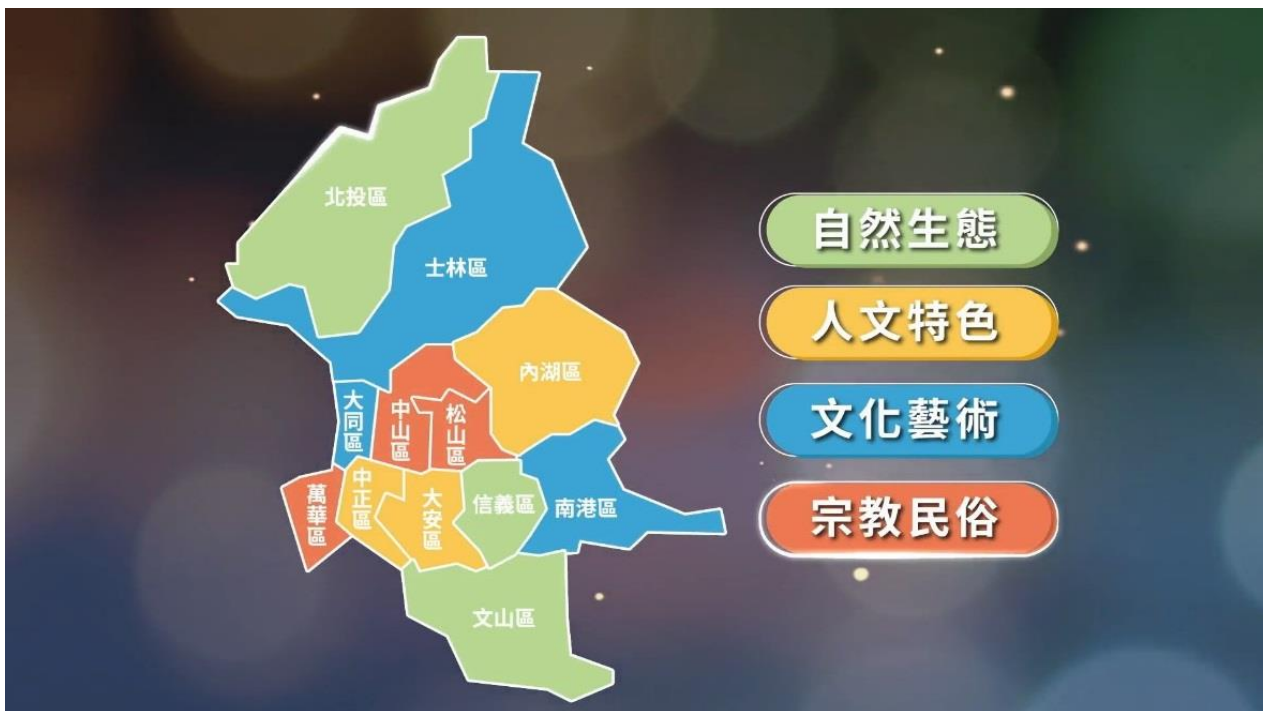 北投區
士林區
內湖區
大同區
中山區
松山區
萬華區
中正區
大安區
信義區
南港區
文山區
自然生態
人文特色
文化藝術
宗教民俗